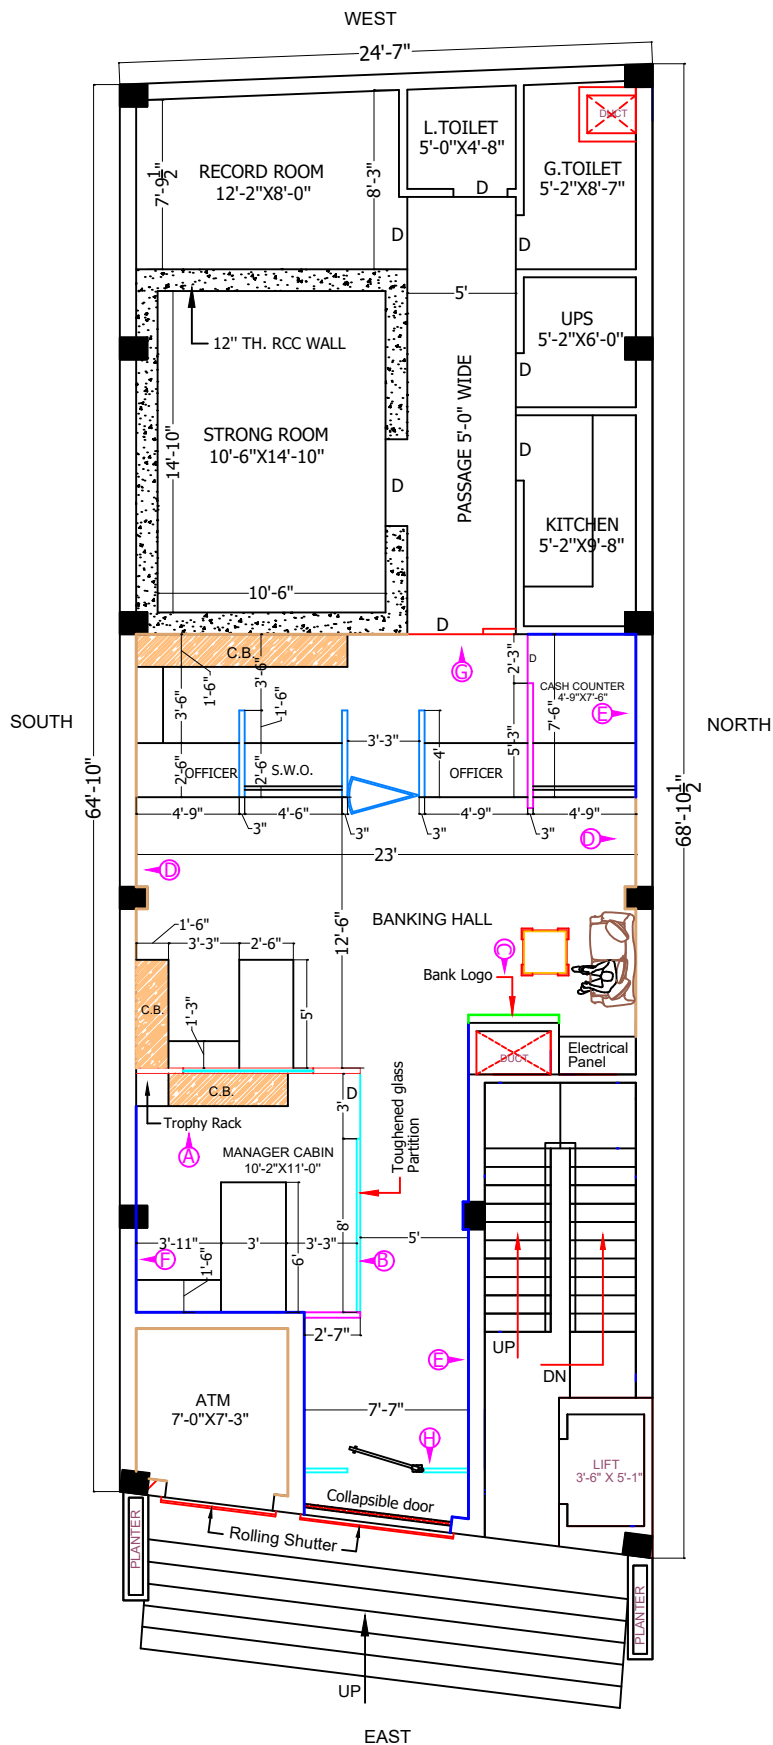 WEST
24'-7"
DUCT
L.TOILET
5'-0"X4'-8"
G.TOILET
5'-2"X8'-7"
RECORD ROOM
12'-2"X8'-0"
7'-9 1/2"
8'-3"
D
D
D
5'
UPS
5'-2"X6'-0"
12" TH. RCC WALL
D
PASSAGE 5'-0" WIDE
STRONG ROOM
10'-6"X14'-10"
14'-10"
D
D
KITCHEN
5'-2"X9'-8"
10'-6"
D
C.B.
3'-6"
1'-6"
3'-6"
1'-6"
G
2'-3"
D
CASH COUNTER
4'-9"X7'-6"
E
7'-6"
5'-3"
SOUTH
NORTH
3'-3"
4'
OFFICER
S.W.O.
OFFICER
2'-6"
2'-6"
64'-10"
68'-10 1/2"
4'-9"
4'-6"
4'-9"
4'-9"
3"
3"
3"
3"
D
23'
D
BANKING HALL
12'-6"
1'-6"
3'-3"
2'-6"
C
Bank Logo
C.B.
1'-3"
5'
DUCT
Electrical
Panel
C.B.
D
3'
Trophy Rack
Toughened glass
Partition
A
MANAGER CABIN
10'-2"X11'-0"
8'
3'-11"
3'
3'-3"
5'
F
1'-6"
6'
B
2'-7"
E
UP
DN
ATM
7'-0"X7'-3"
7'-7"
H
LIFT
3'-6" X 5'-1"
Collapsible door
Rolling Shutter
PLANTER
PLANTER
UP
EAST